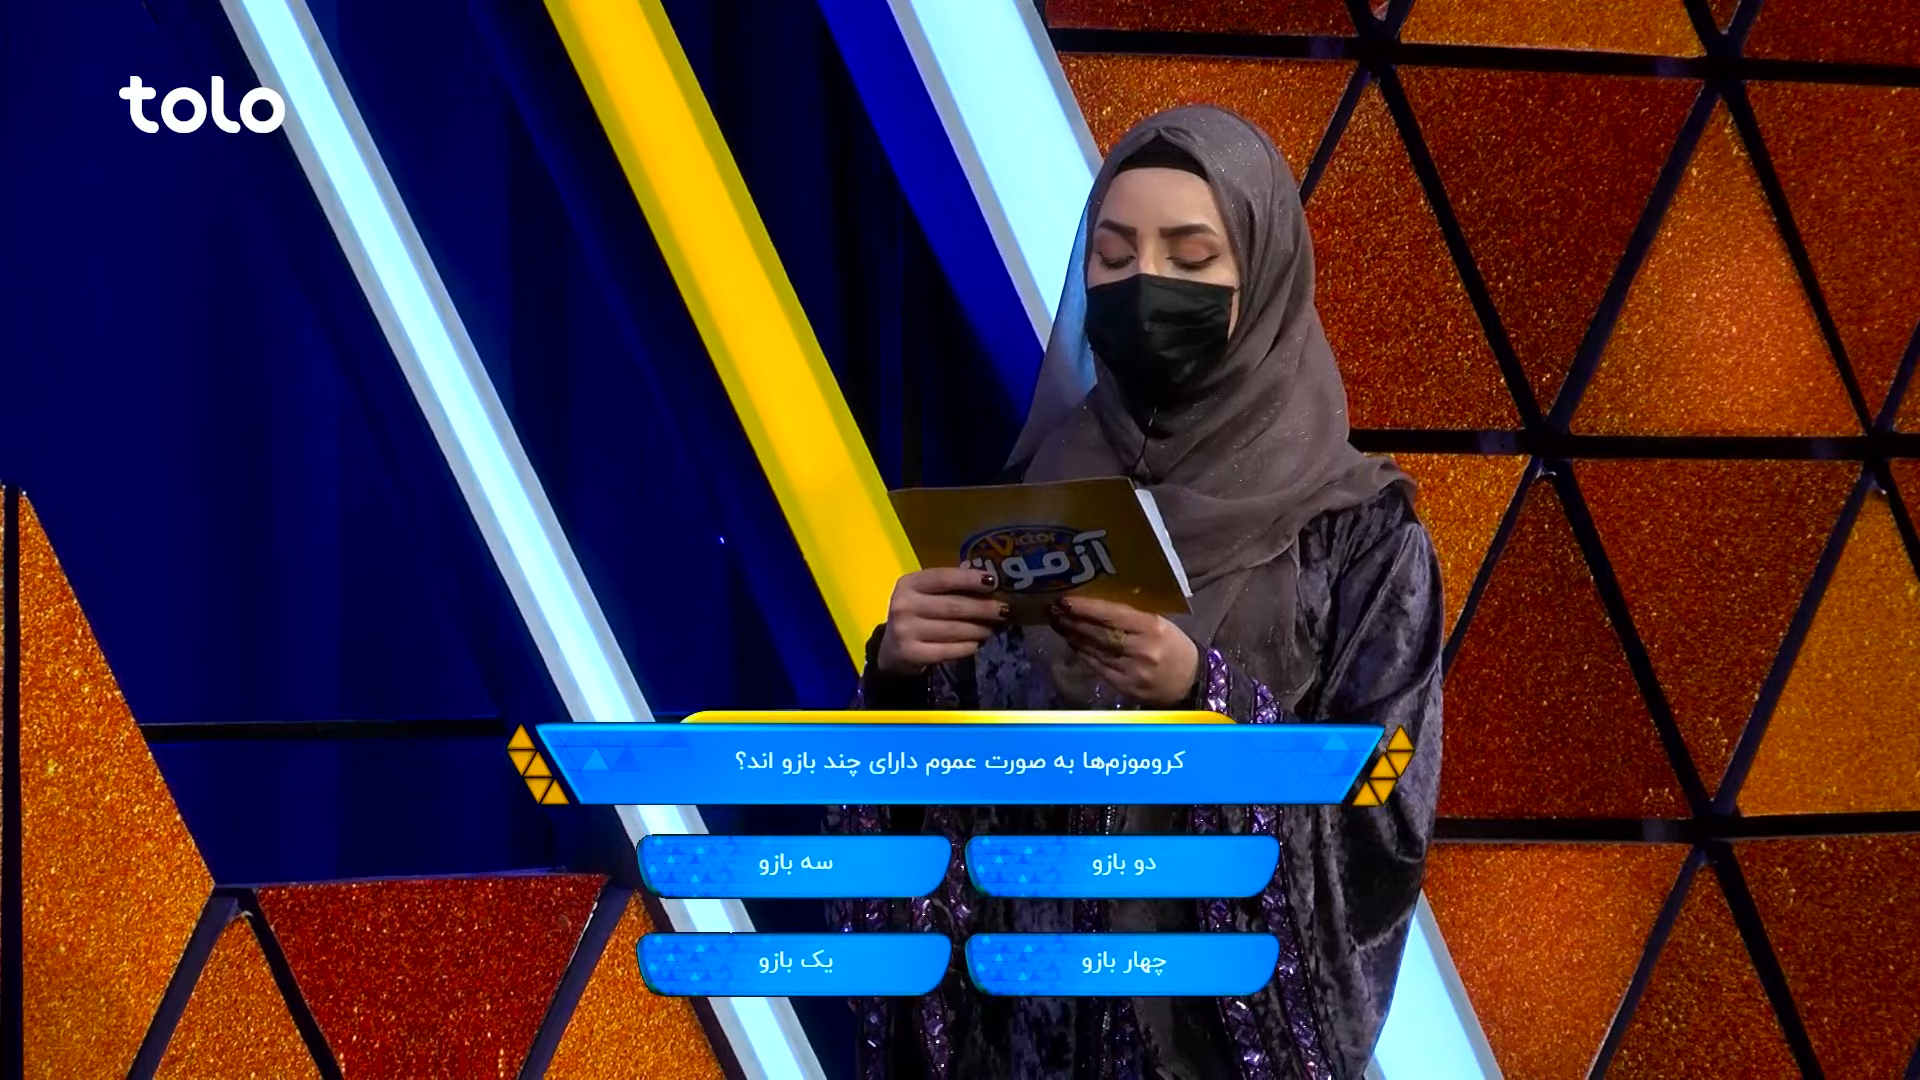 tolo
Victor
آزمون
کروموزم‌ها به صورت عموم دارای چند بازو اند؟
دو بازو
سه بازو
چهار بازو
یک بازو